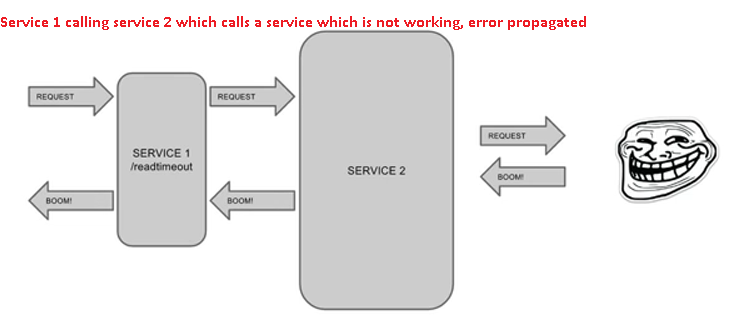 Service 1 calling service 2 which calls a service which is not working, error propagated
REQUEST
REQUEST
REQUEST
SERVICE 1
/readtimeout
SERVICE 2
BOOM!
BOOM!
BOOM!